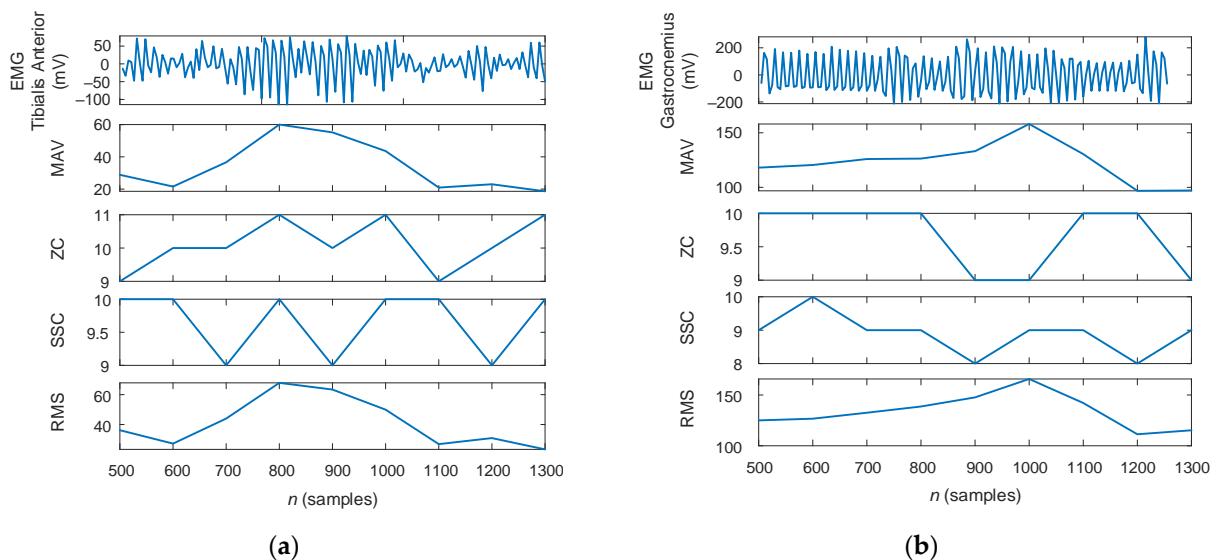 EMG
Tibialis Anterior
(mV)
50
0
−50
−100
MAV
60
40
20
ZC
11
10
9
SSC
10
9.5
9
RMS
60
40
500 600 700 800 900 1000 1100 1200 1300
n (samples)
(a)
EMG
Gastrocnemius
(mV)
200
0
−200
MAV
150
100
ZC
10
9.5
9
SSC
10
9
8
RMS
150
100
500 600 700 800 900 1000 1100 1200 1300
n (samples)
(b)